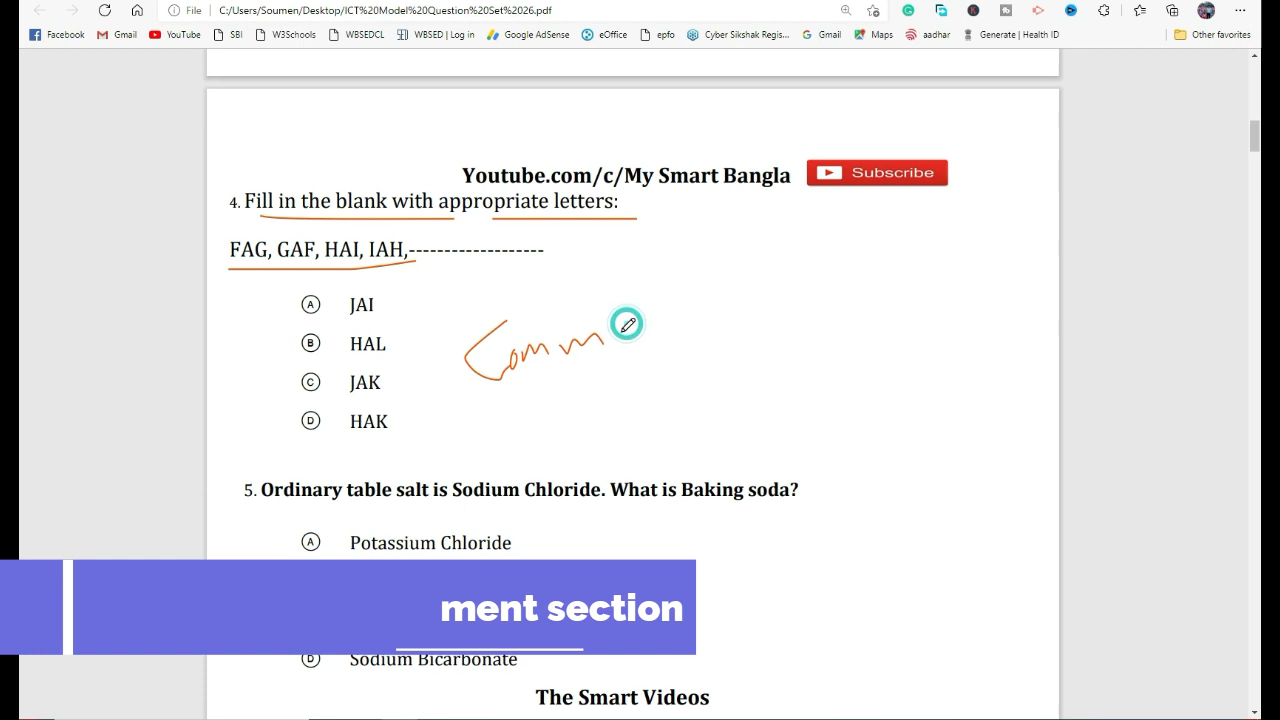 C:/Users/Soumen/Desktop/ICT%20Model%20Question%20Set%2026.pdf
Facebook Gmail YouTube SBI W3Schools WBSEDCL WBSED | Log in Google AdSense eOffice epfo Cyber Sikshak Regis... Gmail Maps aadhar Generate | Health ID Other favorites
File
Youtube.com/c/My Smart Bangla Subscribe
4. Fill in the blank with appropriate letters:
FAG, GAF, HAI, IAH,-------------------
A JAI
B HAL
C JAK
D HAK
Comm
5. Ordinary table salt is Sodium Chloride. What is Baking soda?
A Potassium Chloride
ment section
D Sodium Bicarbonate
The Smart Videos